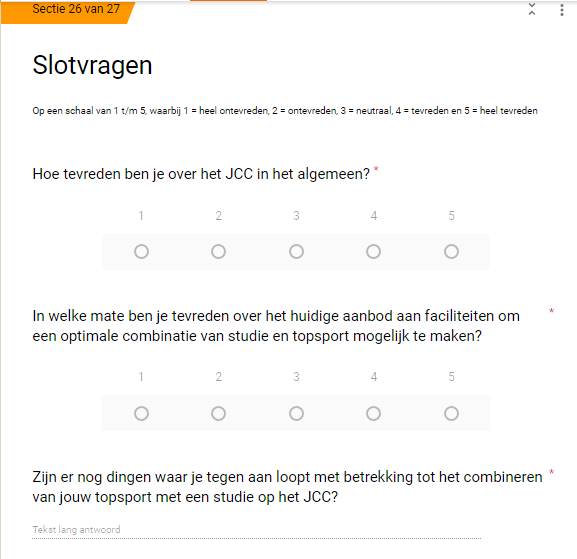 Sectie 26 van 27
Slotvragen
Op een schaal van 1 t/m 5, waarbij 1 = heel ontevreden, 2 = ontevreden, 3 = neutraal, 4 = tevreden en 5 = heel tevreden
Hoe tevreden ben je over het JCC in het algemeen? *
1 2 3 4 5
In welke mate ben je tevreden over het huidige aanbod aan faciliteiten om *
een optimale combinatie van studie en topsport mogelijk te maken?
1 2 3 4 5
Zijn er nog dingen waar je tegen aan loopt met betrekking tot het combineren *
van jouw topsport met een studie op het JCC?
Tekst lang antwoord